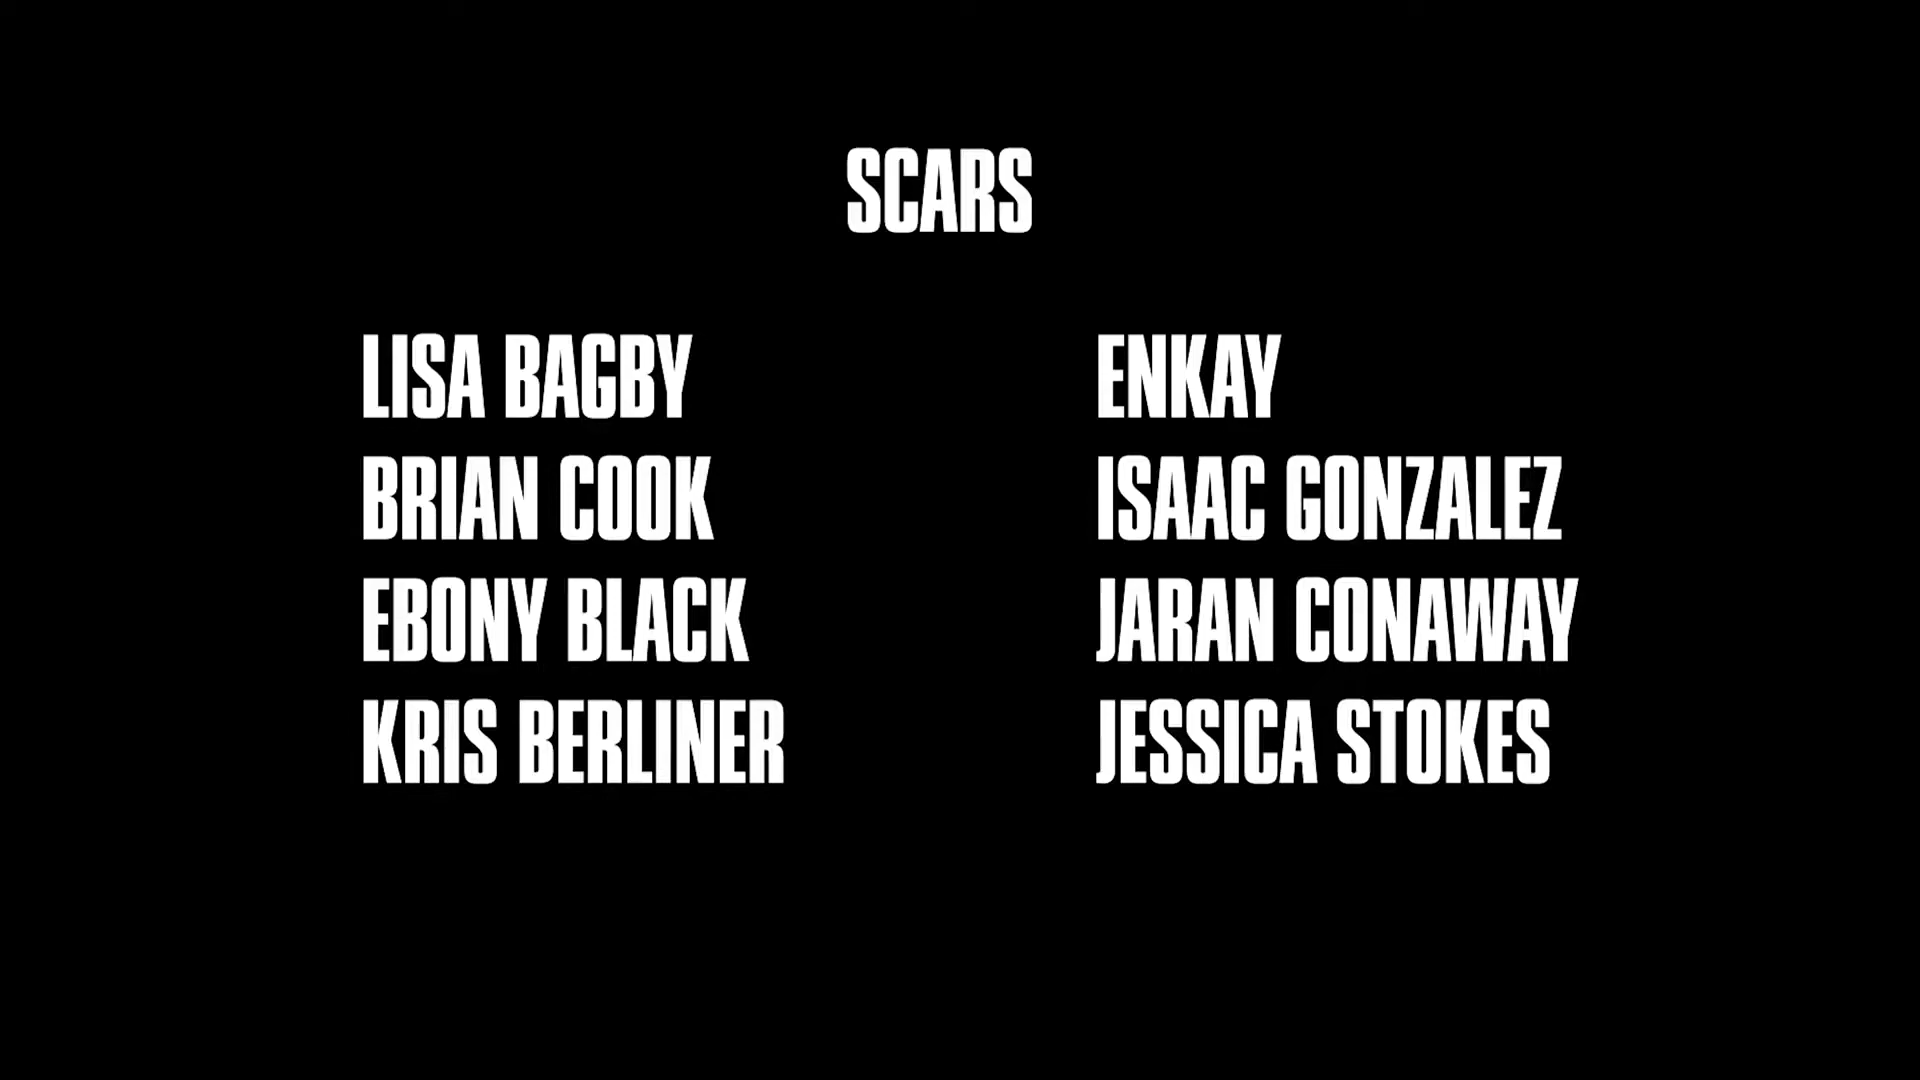 SCARS
LISA BAGBY
BRIAN COOK
EBONY BLACK
KRIS BERLINER
ENKAY
ISAAC GONZALEZ
JARAN CONAWAY
JESSICA STOKES